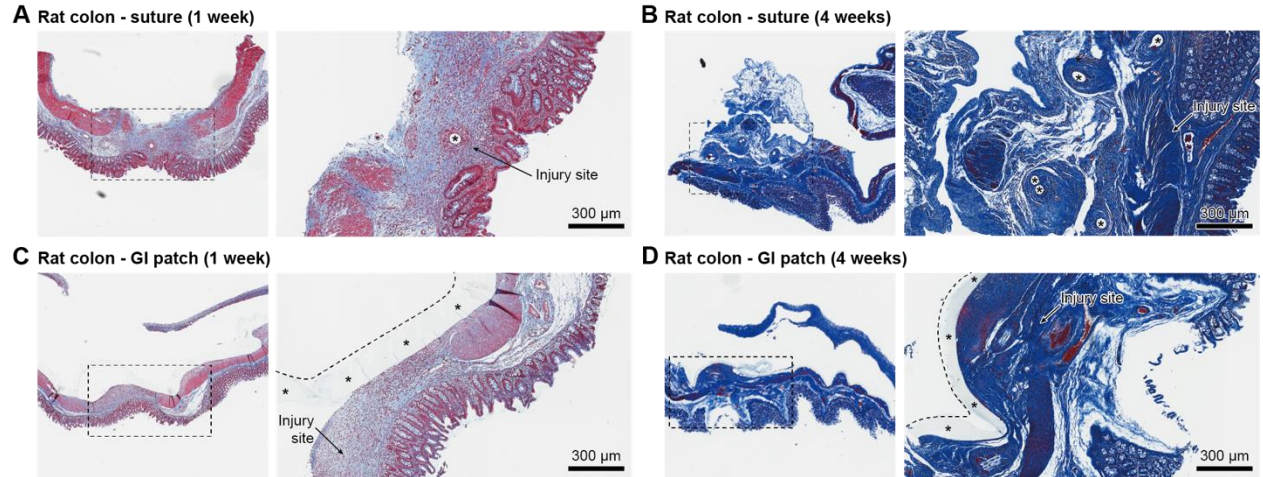 A Rat colon - suture (1 week)
Injury site
*
300 µm
B Rat colon - suture (4 weeks)
*
*
Injury site
*
*
*
300 µm
C Rat colon - GI patch (1 week)
*
*
*
*
Injury
site
300 µm
D Rat colon - GI patch (4 weeks)
*
Injury site
*
*
*
300 µm